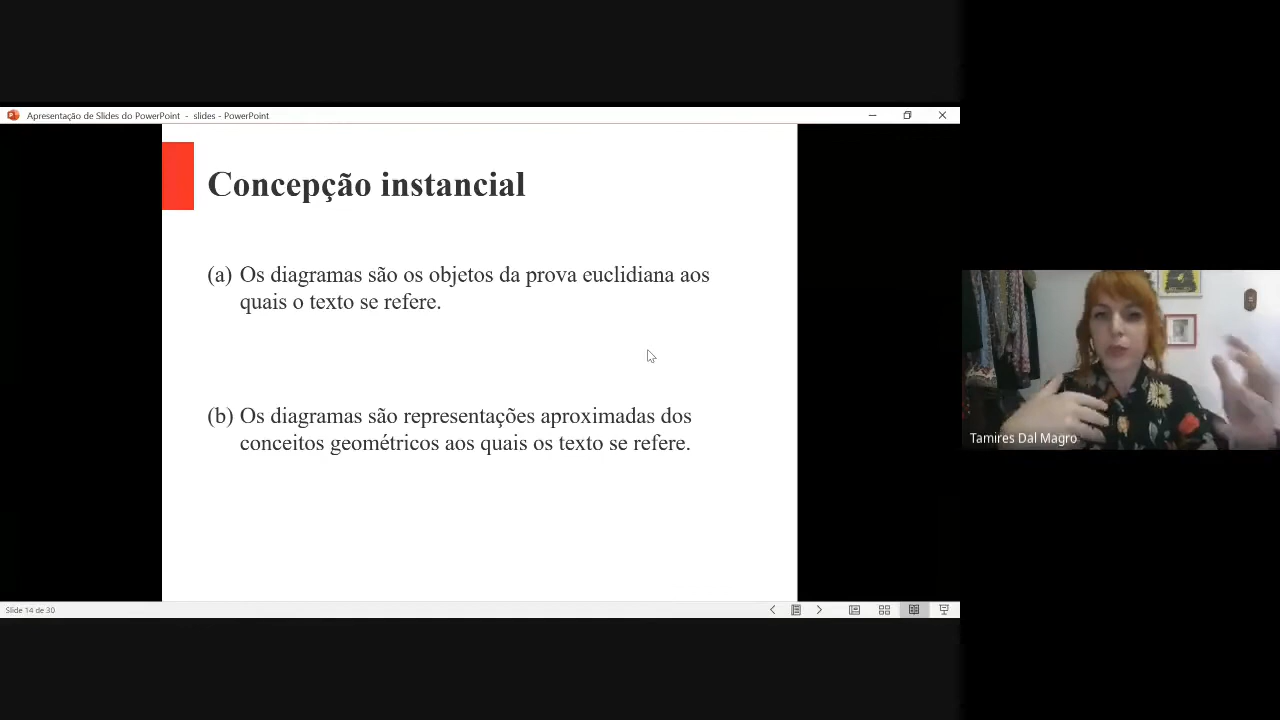 Apresentação de Slides do PowerPoint - slides - PowerPoint
Concepção instancial
(a) Os diagramas são os objetos da prova euclidiana aos
quais o texto se refere.
(b) Os diagramas são representações aproximadas dos
conceitos geométricos aos quais os texto se refere.
Tamires Dal Magro
Slide 14 de 30